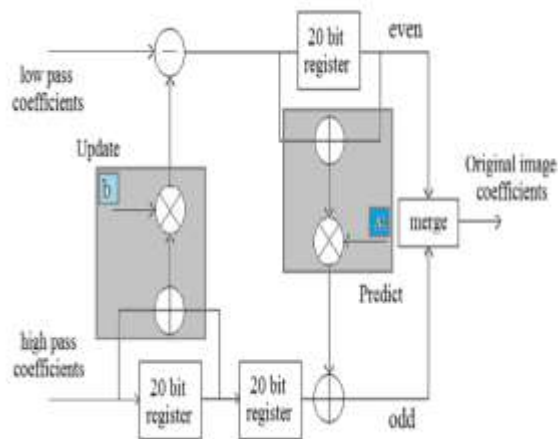 20 bit
register
even
low pass
coefficients
Update
b
Original image
coefficients
merge
Predict
high pass
coefficients
20 bit
register
20 bit
register
odd